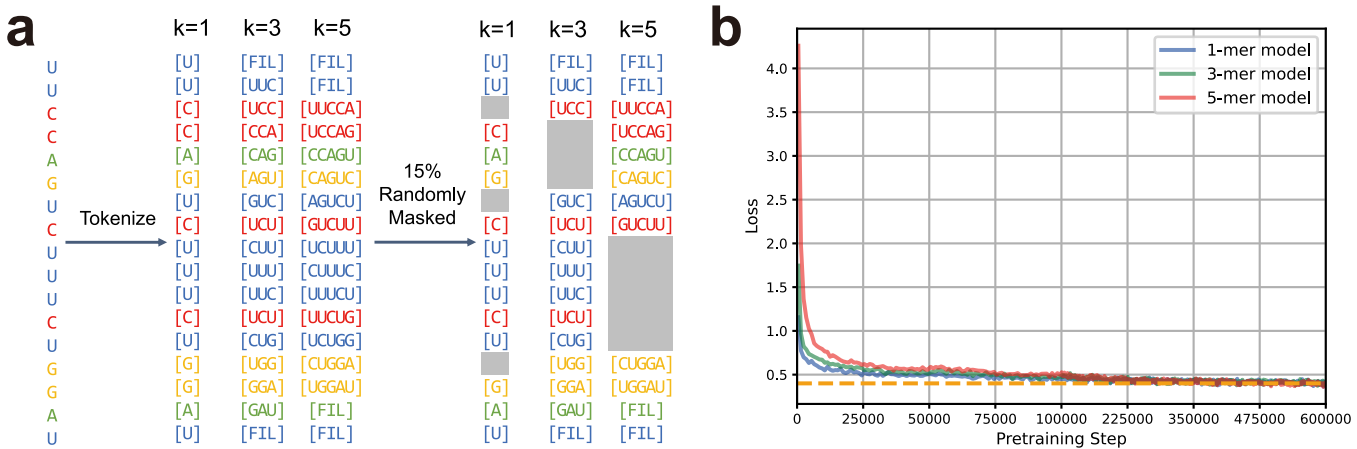 a
k=1 k=3 k=5 k=1 k=3 k=5
U [U] [FIL] [FIL] [U] [FIL] [FIL]
U [U] [UUC] [FIL] [U] [UUC] [FIL]
C [C] [UCC] [UUCCA] [UCC] [UUCCA]
C [C] [CCA] [UCCAG] [C] [UCCAG]
A [A] [CAG] [CCAGU] [A] [CCAGU]
G [G] [AGU] [CAGUC] [G] [CAGUC]
U [U] [GUC] [AGUCU] [GUC] [AGUCU]
C [C] [UCU] [GUCUU] [C] [UCU] [GUCUU]
U [U] [CUU] [UCUUU] [U] [CUU]
U [U] [UUU] [CUUUC] [U] [UUU]
U [U] [UUC] [UUUCU] [U] [UUC]
C [C] [UCU] [UUCUG] [C] [UCU]
U [U] [CUG] [UCUGG] [U] [CUG]
G [G] [UGG] [CUGGA] [UGG] [CUGGA]
G [G] [GGA] [UGGAU] [G] [GGA] [UGGAU]
A [A] [GAU] [FIL] [A] [GAU] [FIL]
U [U] [FIL] [FIL] [U] [FIL] [FIL]
Tokenize
15%
Randomly
Masked
b
1-mer model
3-mer model
5-mer model
Loss
4.0
3.5
3.0
2.5
2.0
1.5
1.0
0.5
0 25000 50000 75000 100000 225000 350000 475000 600000
Pretraining Step